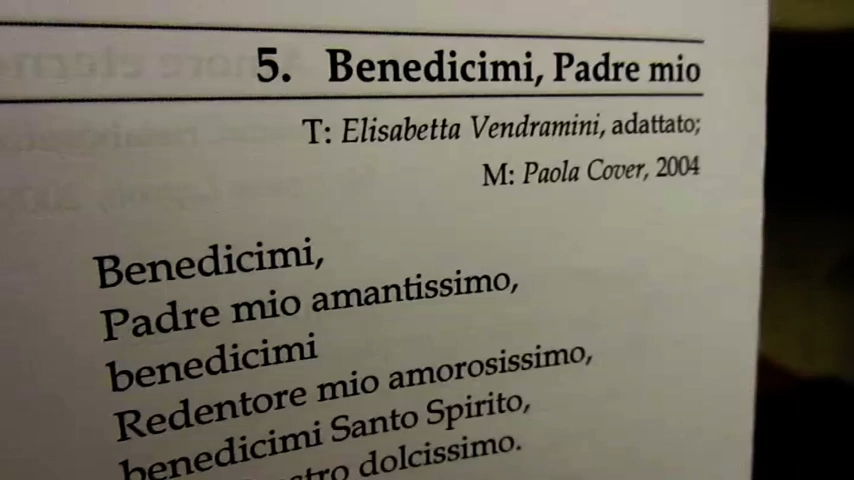 5. Benedicimi, Padre mio
T: Elisabetta Vendramini, adattato;
M: Paola Cover, 2004
Benedicimi,
Padre mio amantissimo,
benedicimi
Redentore mio amorosissimo,
benedicimi Santo Spirito,
dolcissimo.